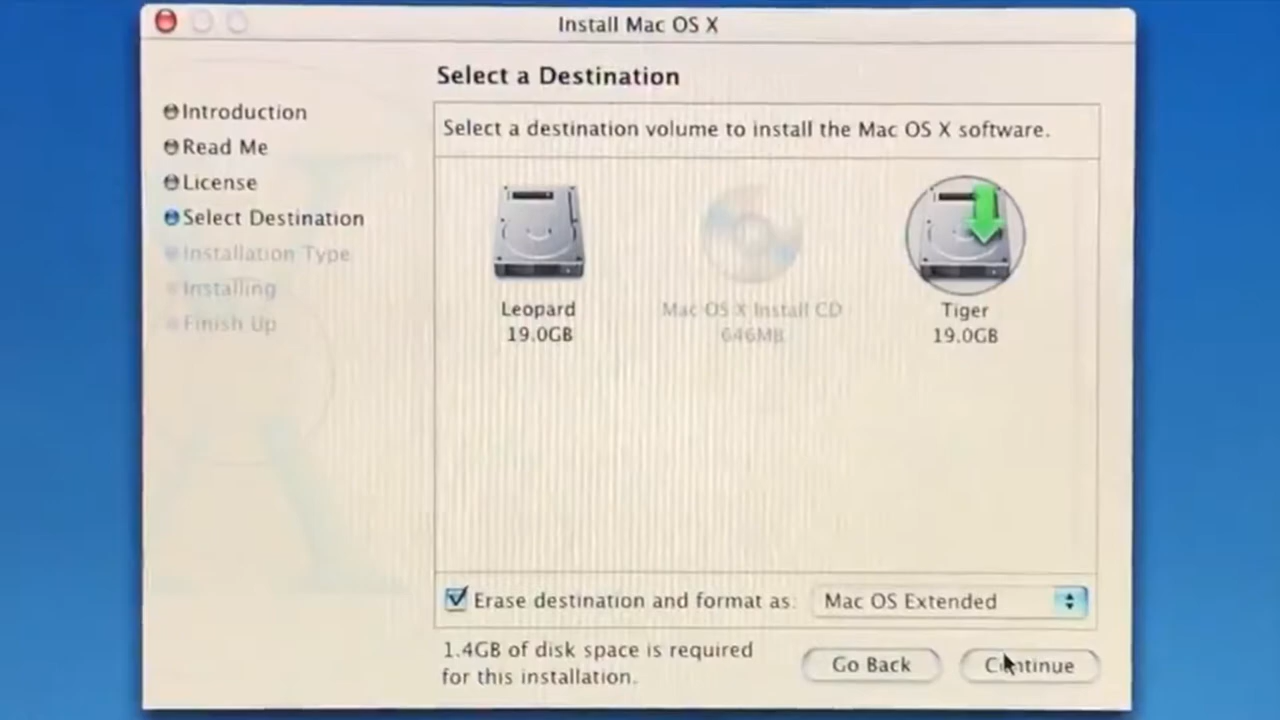 Install Mac OS X
Select a Destination
Introduction
Read Me
License
Select Destination
Installation Type
Installing
Finish Up
Select a destination volume to install the Mac OS X software.
Leopard
19.0GB
Mac OS X Install CD
646MB
Tiger
19.0GB
Erase destination and format as:
Mac OS Extended
1.4GB of disk space is required
for this installation.
Go Back
Continue